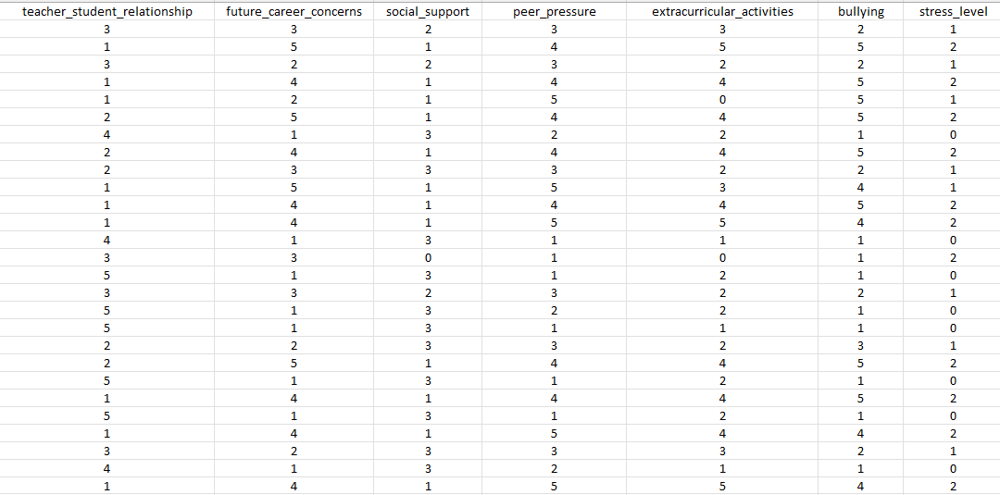 teacher_student_relationship future_career_concerns social_support peer_pressure extracurricular_activities bullying stress_level
3 3 2 3 3 2 1
1 5 1 4 5 5 2
3 2 2 3 2 2 1
1 4 1 4 4 5 2
1 2 1 5 0 5 1
2 5 1 4 4 5 2
4 1 3 2 2 1 0
2 4 1 4 4 5 2
2 3 3 3 2 2 1
1 5 1 5 3 4 1
1 4 1 4 4 5 2
1 4 1 5 5 4 2
4 1 3 1 1 1 0
3 3 0 1 0 1 2
5 1 3 1 2 1 0
3 3 2 3 2 2 1
5 1 3 2 2 1 0
5 1 3 1 1 1 0
2 2 3 3 2 3 1
2 5 1 4 4 5 2
5 1 3 1 2 1 0
1 4 1 4 4 5 2
5 1 3 1 2 1 0
1 4 1 5 4 4 2
3 2 3 3 3 2 1
4 1 3 2 1 1 0
1 4 1 5 5 4 2